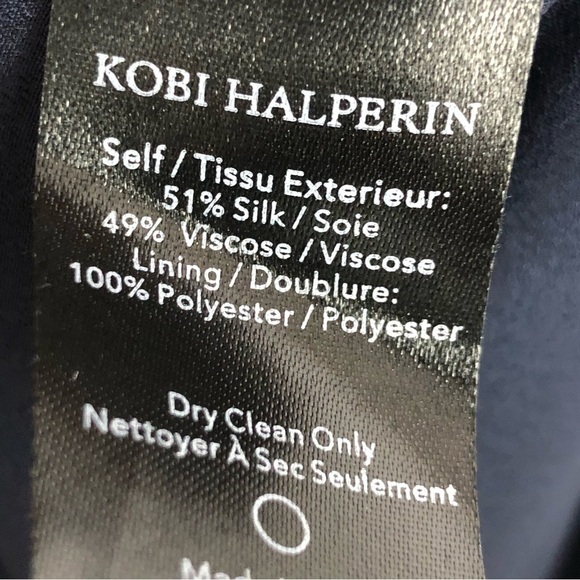 KOBI HALPERIN
Self / Tissu Exterieur:
51% Silk / Soie
49% Viscose / Viscose
Lining / Doublure:
100% Polyester / Polyester
Dry Clean Only
Nettoyer À Sec Seulement